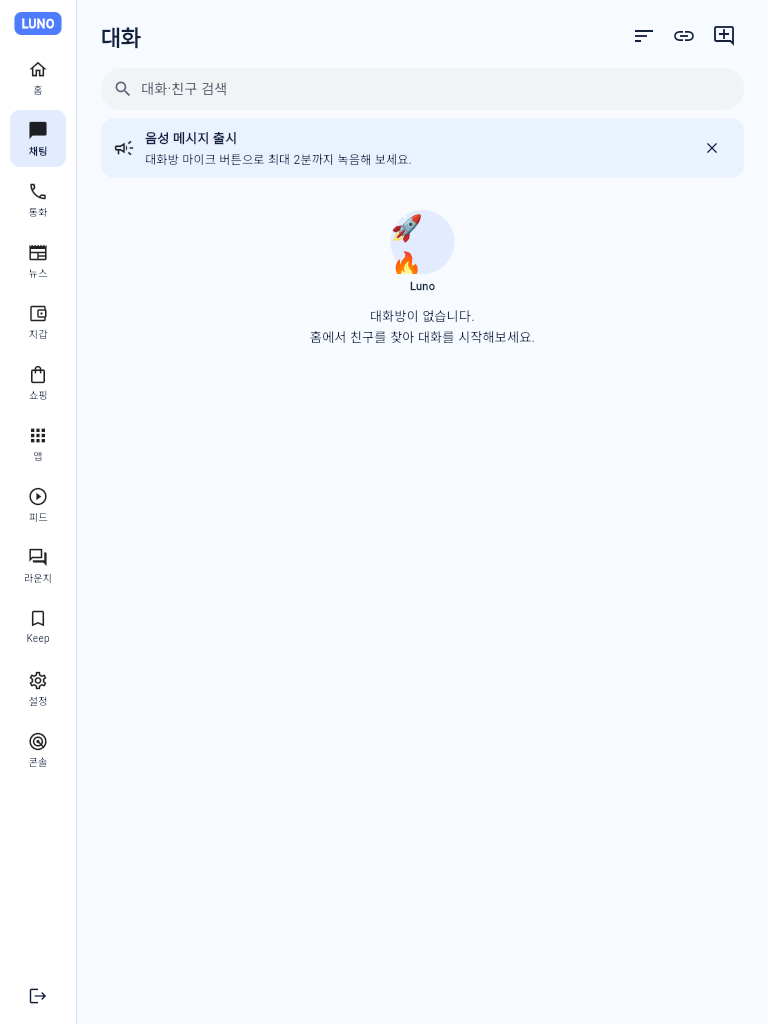 LUNO
홈
채팅
통화
뉴스
지갑
쇼핑
앱
피드
라운지
Keep
설정
콘솔
대화
대화·친구 검색
음성 메시지 출시
대화방 마이크 버튼으로 최대 2분까지 녹음해 보세요.
Luno
대화방이 없습니다.
홈에서 친구를 찾아 대화를 시작해보세요.